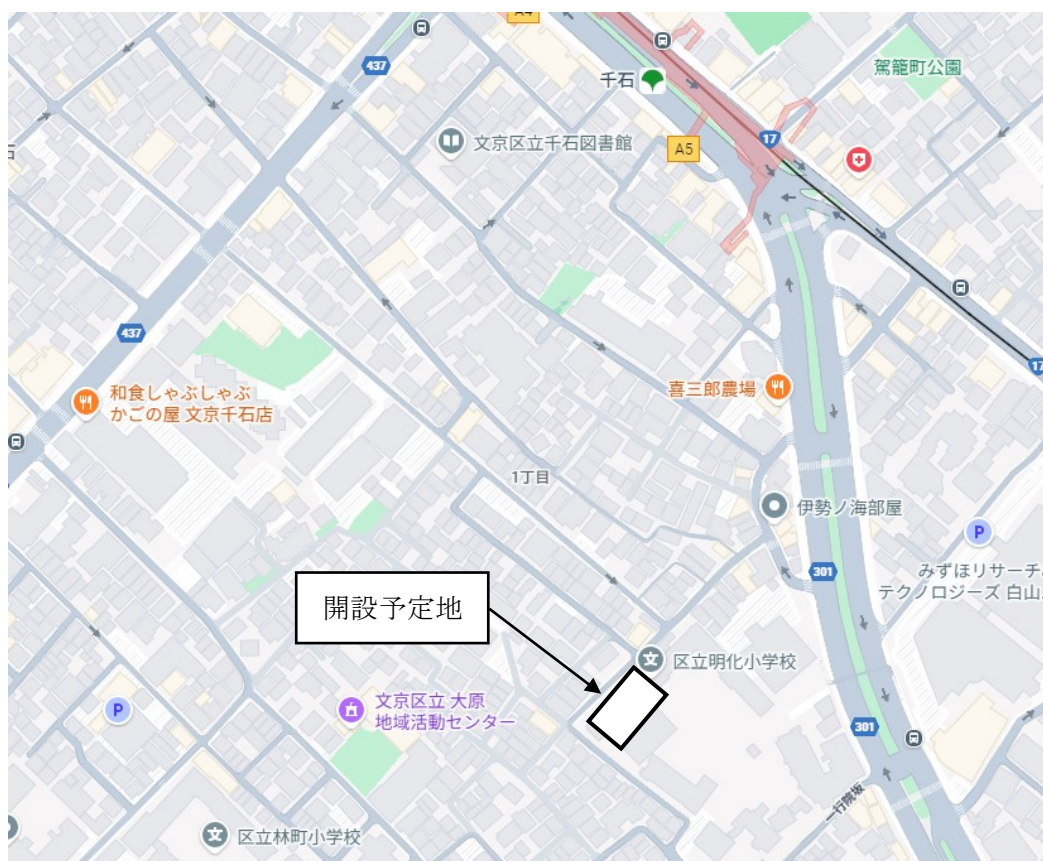 A4
437
千石
駕籠町公園
17
文京区立千石図書館
A5
437
和食しゃぶしゃぶ
かごの屋 文京千石店
喜三郎農場
17
1丁目
伊勢ノ海部屋
P
301
みずほリサーチ&
テクノロジーズ 白山
開設予定地
区立明化小学校
P
文京区立 大原
地域活動センター
301
一行院坂
区立林町小学校